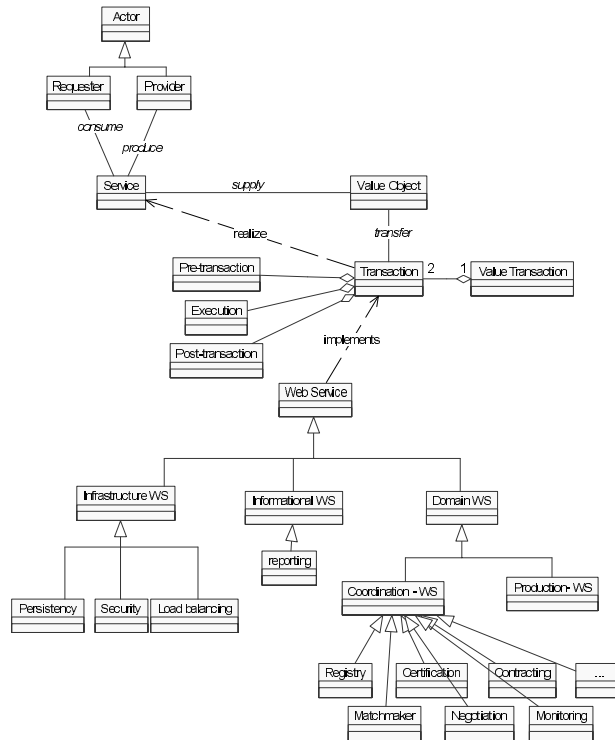 Actor
Requester
Provider
consume
produce
Service
supply
Value Object
realize
transfer
Pre-transaction
Transaction
2
1
Value Transaction
Execution
Post-transaction
implements
Web Service
Infrastructure WS
Informational WS
Domain WS
reporting
Coordination - WS
Production- WS
Persistency
Security
Load balancing
Registry
Certification
Contracting
...
Matchmaker
Negotiation
Monitoring